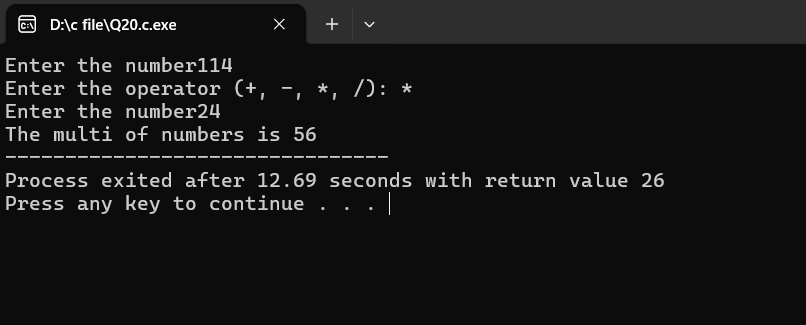 D:\c file\Q20.c.exe
Enter the number114
Enter the operator (+, -, *, /): *
Enter the number24
The multi of numbers is 56
--------------------------------
Process exited after 12.69 seconds with return value 26
Press any key to continue . . .